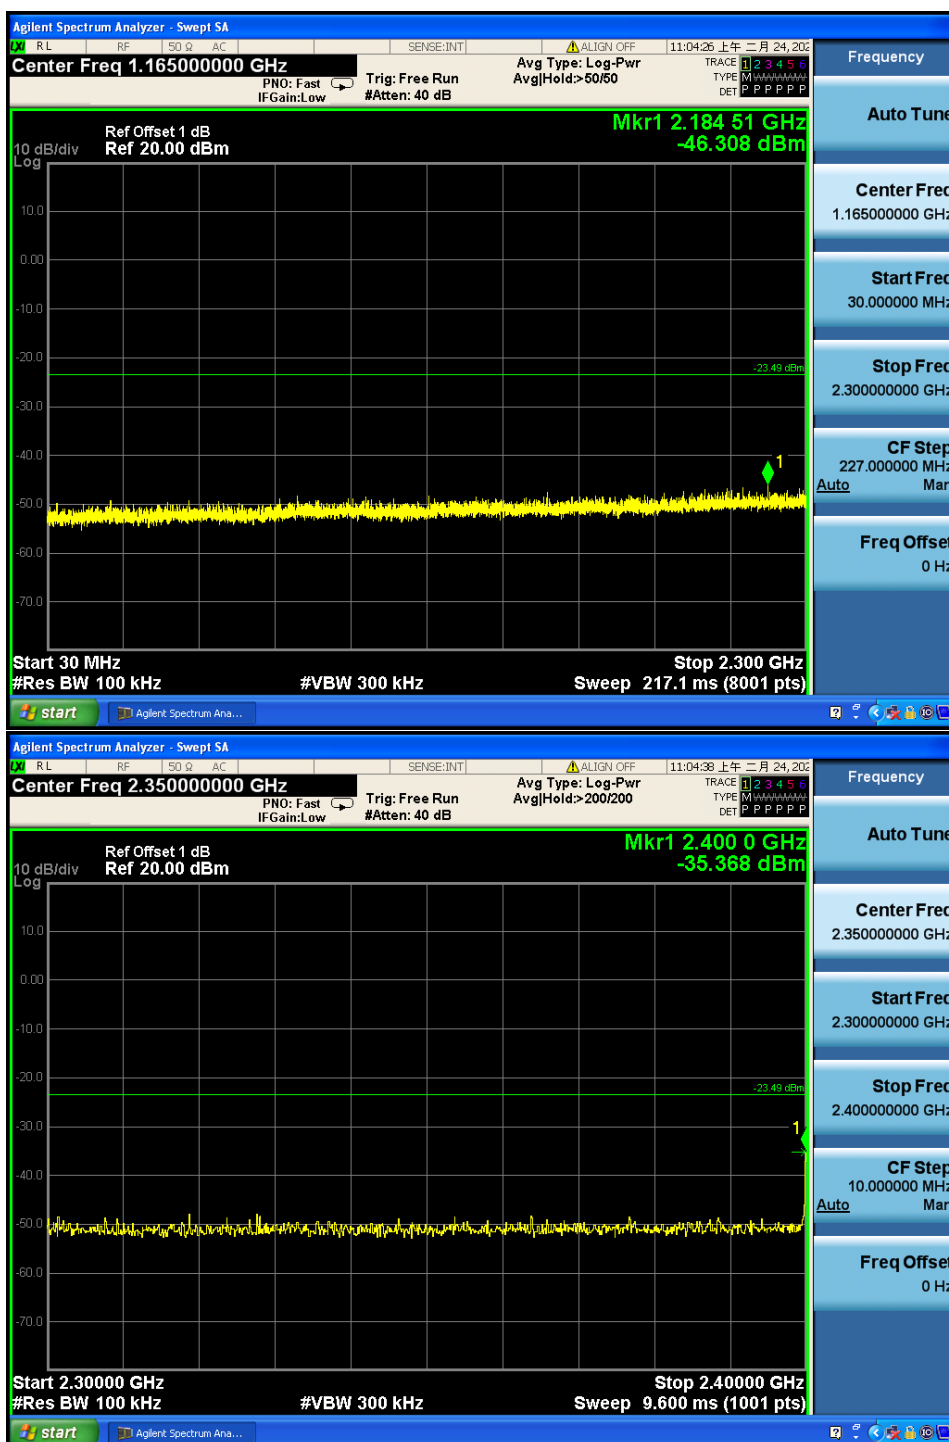 Agilent Spectrum Analyzer - Swept SA
LXI RL RF 50 Ω AC SENSE:INT ALIGN OFF 11:04:26 上午 二月 24, 202
Center Freq 1.165000000 GHz
PNO: Fast
IFGain:Low
Trig: Free Run
#Atten: 40 dB
Avg Type: Log-Pwr
Avg|Hold:>50/50
TRACE 1 2 3 4 5 6
TYPE M
DET P P P P P P
Mkr1 2.184 51 GHz
-46.308 dBm
Ref Offset 1 dB
10 dB/div Ref 20.00 dBm
Log
10.0
0.00
-10.0
-20.0
-23.49 dBm
-30.0
-40.0
1
-50.0
-60.0
-70.0
Start 30 MHz Stop 2.300 GHz
#Res BW 100 kHz #VBW 300 kHz Sweep 217.1 ms (8001 pts)
Frequency
Auto Tune
Center Freq
1.165000000 GHz
Start Freq
30.000000 MHz
Stop Freq
2.300000000 GHz
CF Step
227.000000 MHz
Auto Man
Freq Offset
0 Hz
start Agilent Spectrum Ana...
Agilent Spectrum Analyzer - Swept SA
LXI RL RF 50 Ω AC SENSE:INT ALIGN OFF 11:04:38 上午 二月 24, 202
Center Freq 2.350000000 GHz
PNO: Fast
IFGain:Low
Trig: Free Run
#Atten: 40 dB
Avg Type: Log-Pwr
Avg|Hold:>200/200
TRACE 1 2 3 4 5 6
TYPE M
DET P P P P P P
Mkr1 2.400 0 GHz
-35.368 dBm
Ref Offset 1 dB
10 dB/div Ref 20.00 dBm
Log
10.0
0.00
-10.0
-20.0
-23.49 dBm
-30.0
1
-40.0
-50.0
-60.0
-70.0
Start 2.30000 GHz Stop 2.40000 GHz
#Res BW 100 kHz #VBW 300 kHz Sweep 9.600 ms (1001 pts)
Frequency
Auto Tune
Center Freq
2.350000000 GHz
Start Freq
2.300000000 GHz
Stop Freq
2.400000000 GHz
CF Step
10.000000 MHz
Auto Man
Freq Offset
0 Hz
start Agilent Spectrum Ana...